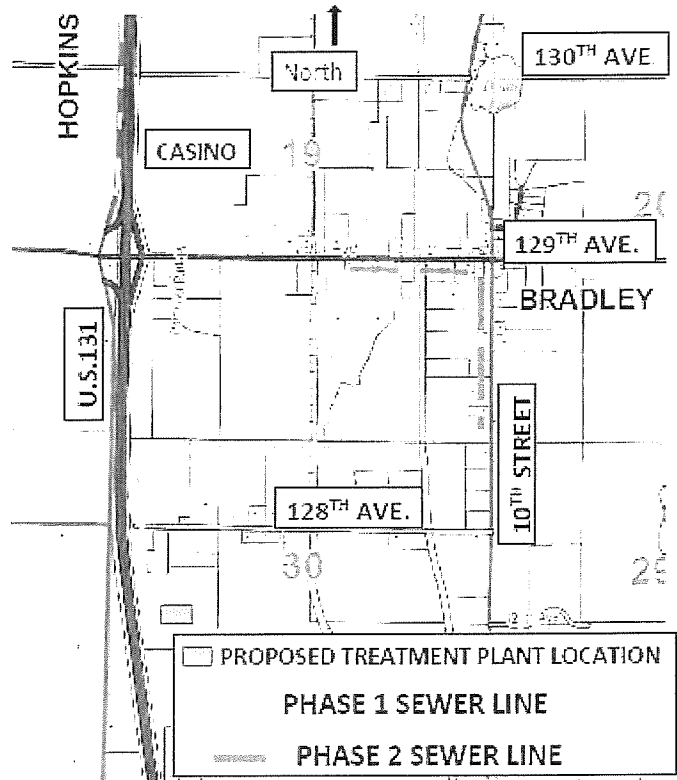 HOPKINS
North
130TH AVE.
CASINO
19
20
129TH AVE.
BRADLEY
U.S.131
10TH STREET
128TH AVE.
30
PROPOSED TREATMENT PLANT LOCATION
PHASE 1 SEWER LINE
PHASE 2 SEWER LINE